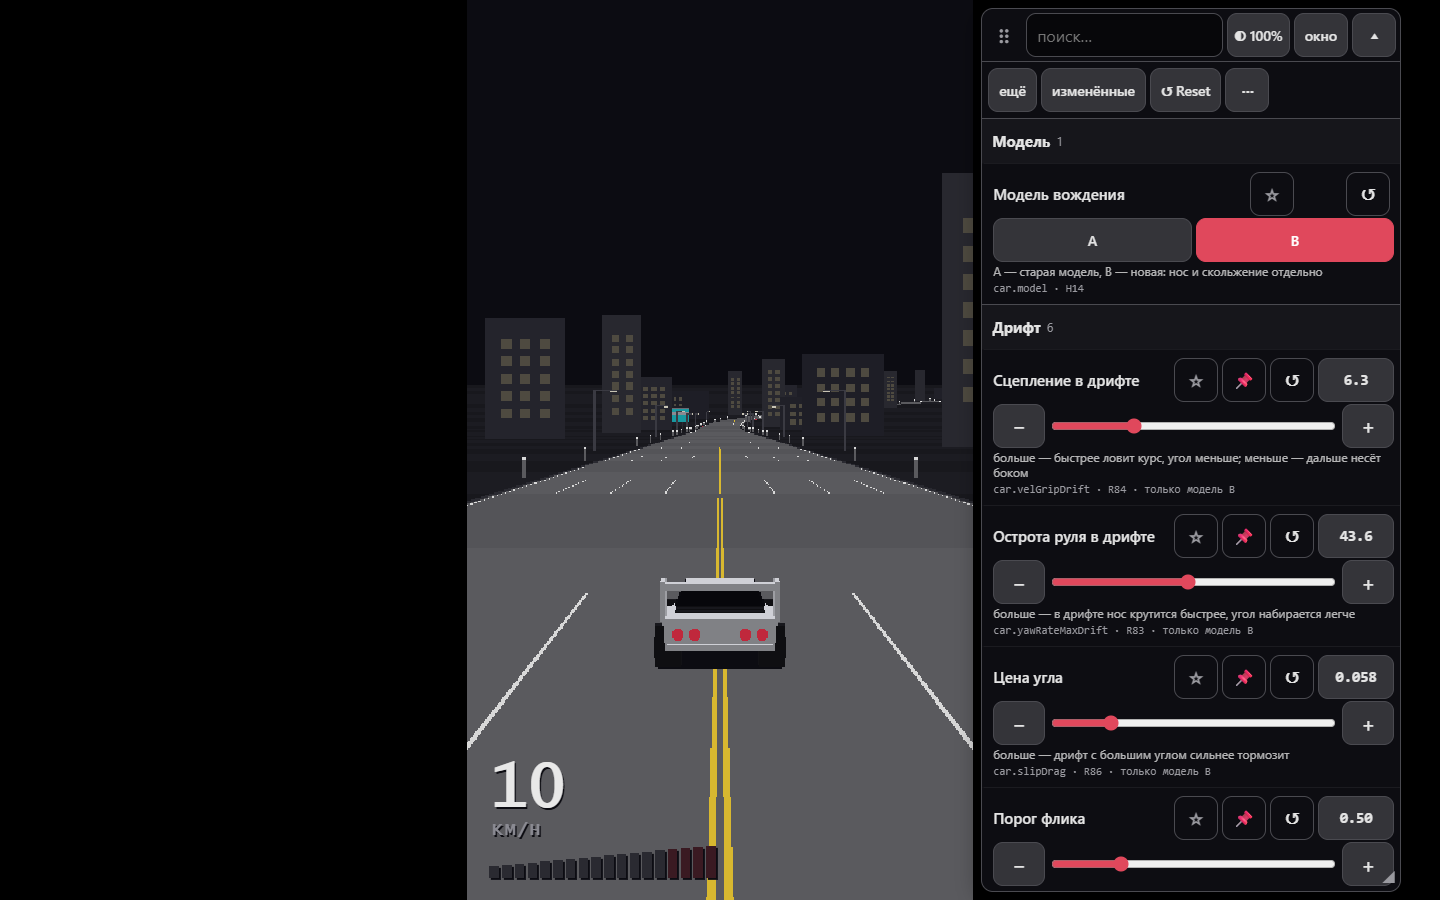 поиск...
100%
окно
ещё
изменённые
Reset
---
Модель 1
Модель вождения
A
B
A — старая модель, B — новая: нос и скольжение отдельно
car.model · H14
Дрифт 6
Сцепление в дрифте
6.3
больше — быстрее ловит курс, угол меньше; меньше — дальше несёт
боком
car.velGripDrift · R84 · только модель B
Острота руля в дрифте
43.6
больше — в дрифте нос крутится быстрее, угол набирается легче
car.yawRateMaxDrift · R83 · только модель B
Цена угла
0.058
больше — дрифт с большим углом сильнее тормозит
car.slipDrag · R86 · только модель B
Порог флика
0.50
10
KM/H